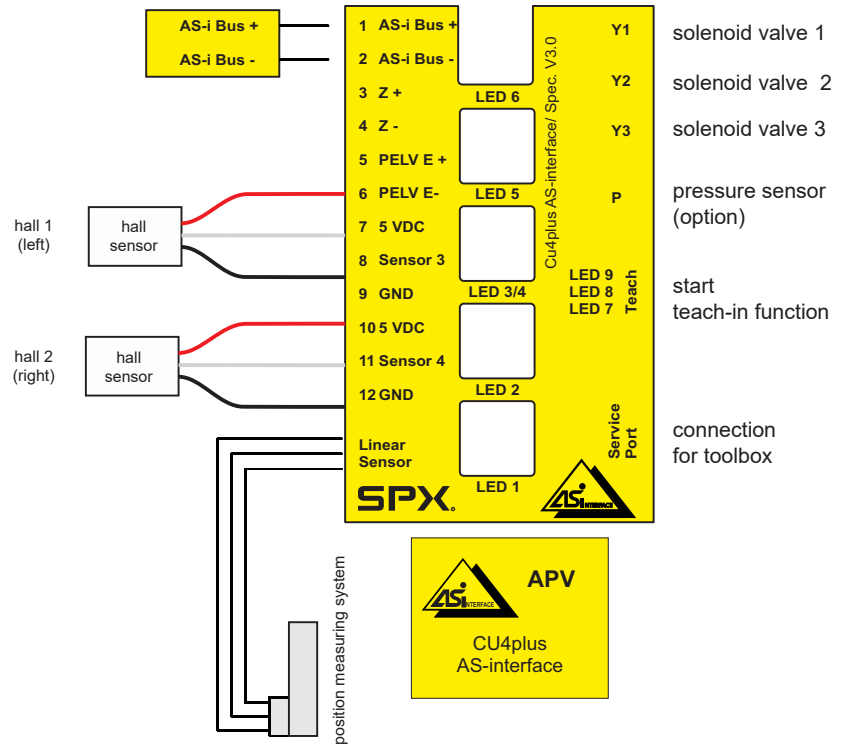 AS-i Bus +
AS-i Bus -
1 AS-i Bus +
2 AS-i Bus -
3 Z +
4 Z -
5 PELV E +
6 PELV E-
7 5 VDC
8 Sensor 3
9 GND
10 5 VDC
11 Sensor 4
12 GND
Linear
Sensor
hall 1
(left)
hall
sensor
hall 2
(right)
hall
sensor
LED 6
LED 5
LED 3/4
LED 2
LED 1
Cu4plus AS-interface/ Spec. V3.0
Y1
Y2
Y3
P
LED 9
LED 8
LED 7
Teach
Service
Port
solenoid valve 1
solenoid valve 2
solenoid valve 3
pressure sensor
(option)
start
teach-in function
connection
for toolbox
SPX
ASi INTERFACE
position measuring system
ASi INTERFACE
APV
CU4plus
AS-interface